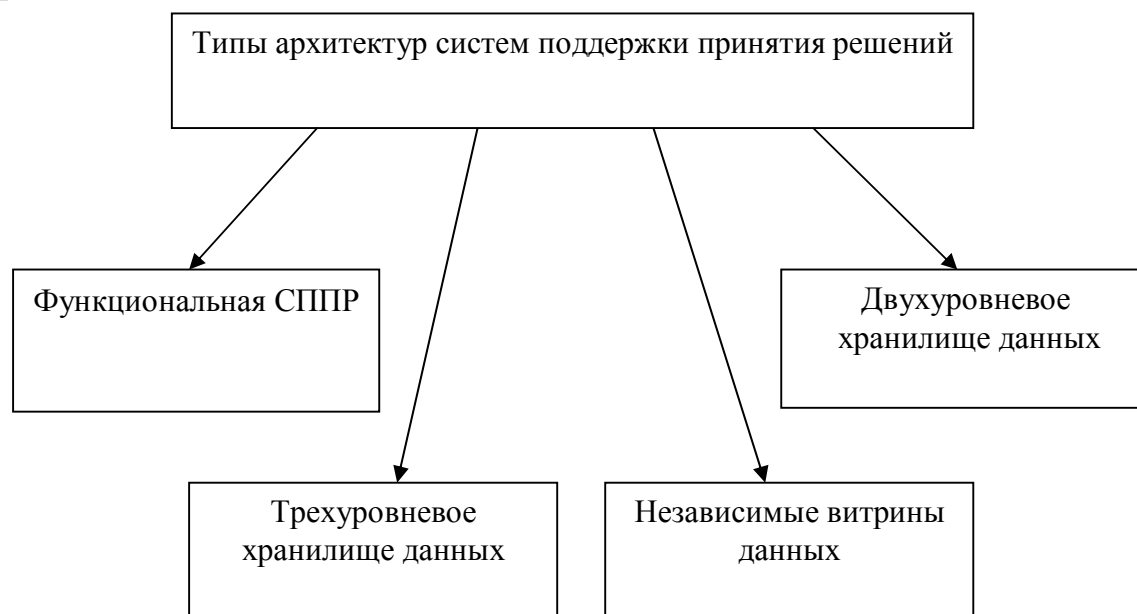 Типы архитектур систем поддержки принятия решений
Функциональная СППР
Двухуровневое
хранилище данных
Трехуровневое
хранилище данных
Независимые витрины
данных